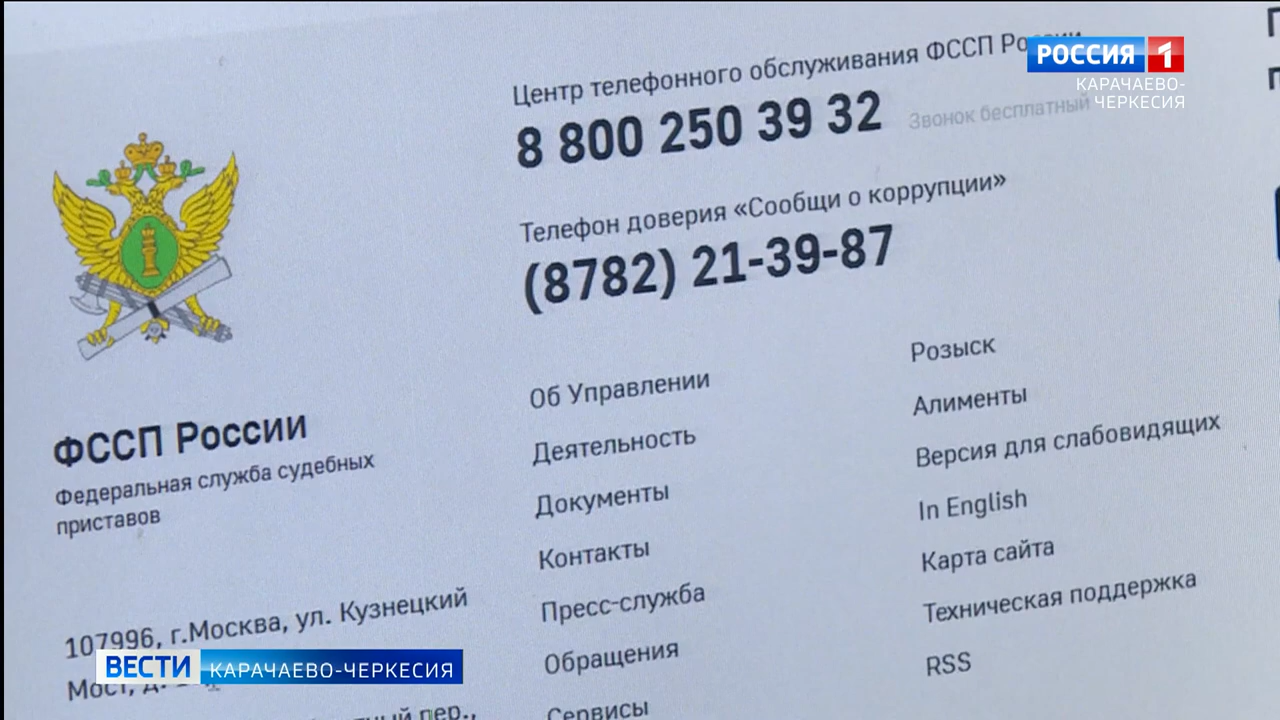 Центр телефонного обслуживания ФССП России
8 800 250 39 32 Звонок бесплатный
Телефон доверия «Сообщи о коррупции»
(8782) 21-39-87
РОССИЯ 1
КАРАЧАЕВО-
ЧЕРКЕСИЯ
ФССП России
Федеральная служба судебных
приставов
107996, г.Москва, ул. Кузнецкий
Мост, д.
пер.,
Об Управлении
Деятельность
Документы
Контакты
Пресс-служба
Обращения
Сервисы
Розыск
Алименты
Версия для слабовидящих
In English
Карта сайта
Техническая поддержка
RSS
ВЕСТИ КАРАЧАЕВО-ЧЕРКЕСИЯ